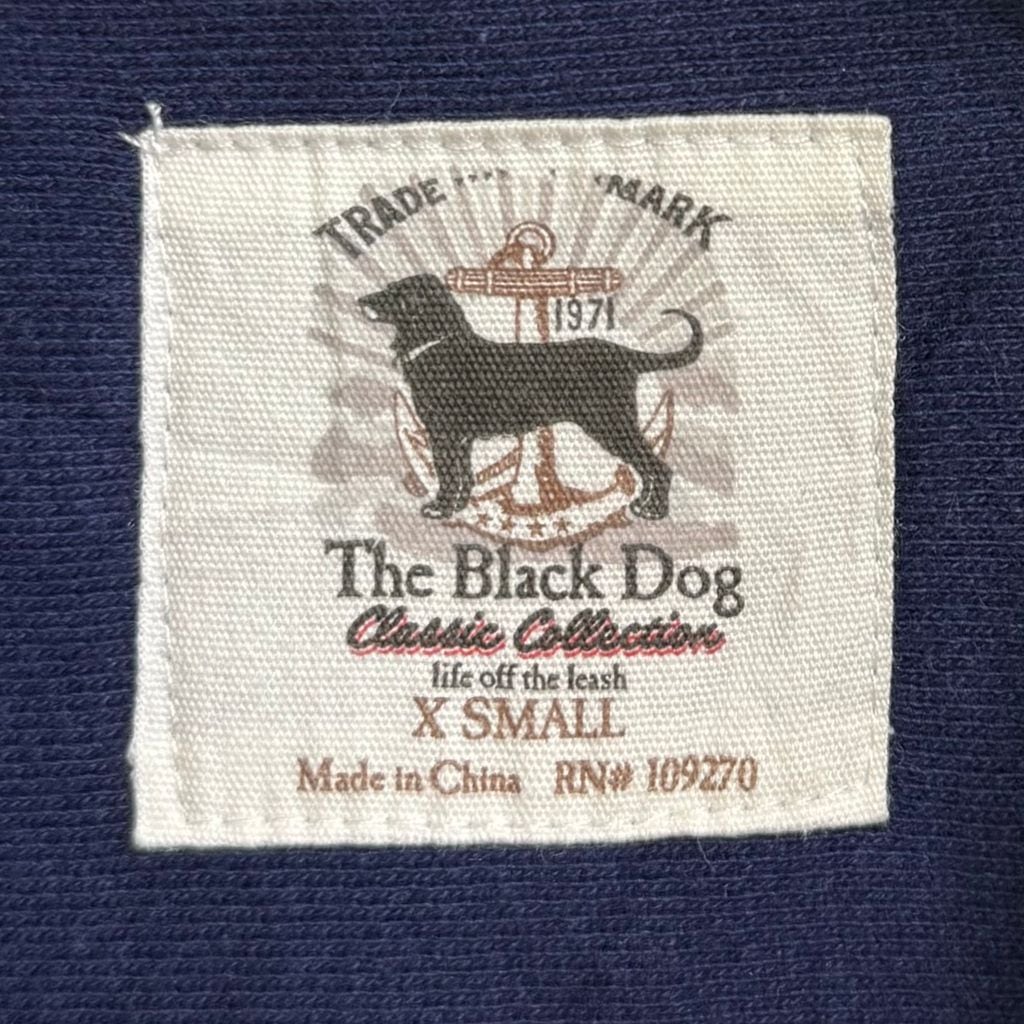 TRADE MARK
1971
The Black Dog
Classic Collection
life off the leash
X SMALL
Made in China RN# 109270